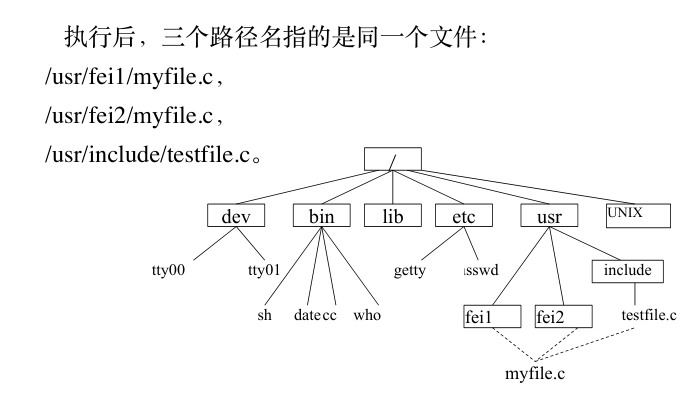 执行后，三个路径名指的是同一个文件：
/usr/fei1/myfile.c，
/usr/fei2/myfile.c，
/usr/include/testfile.c。
/
dev bin lib etc usr UNIX
tty00 tty01 getty sswd include
sh date cc who fei1 fei2 testfile.c
myfile.c